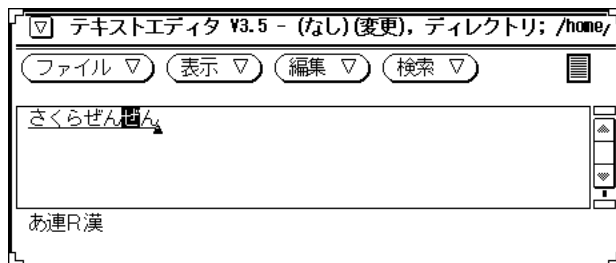 テキストエディタ V3.5 - (なし)(変更), ディレクトリ; /home/
ファイル ▽ 表示 ▽ 編集 ▽ 検索 ▽
さくらぜんぜん
あ連R漢